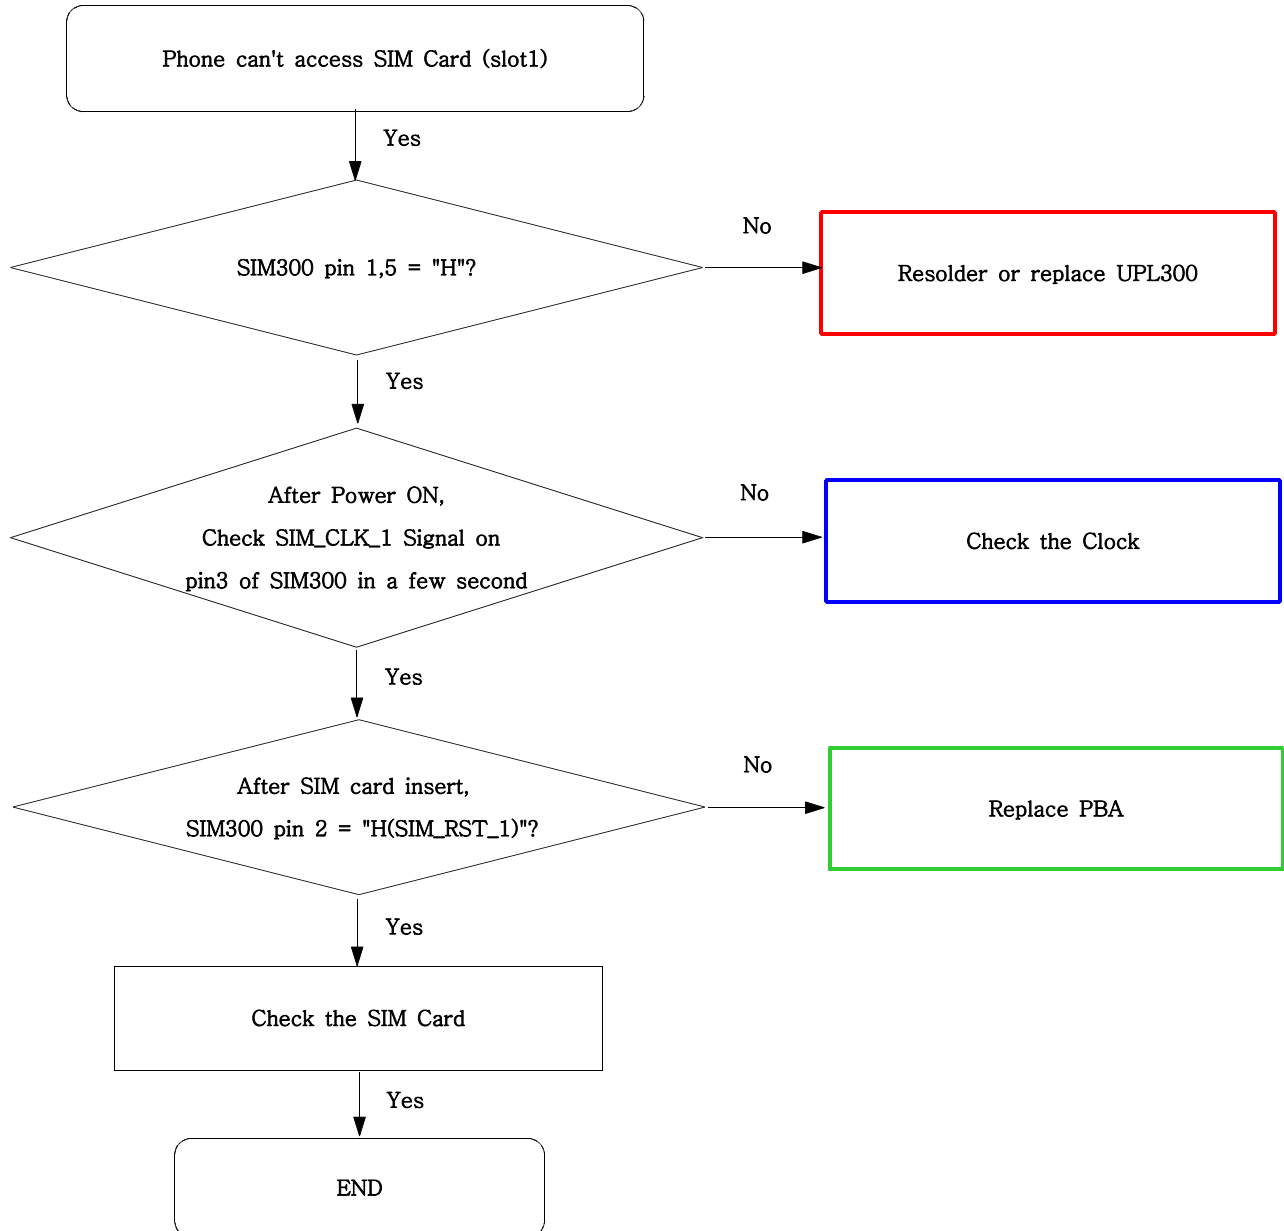 Phone can't access SIM Card (slot1)
Yes
SIM300 pin 1,5 = "H"?
No
Resolder or replace UPL300
Yes
After Power ON,
Check SIM_CLK_1 Signal on
pin3 of SIM300 in a few second
No
Check the Clock
Yes
After SIM card insert,
SIM300 pin 2 = "H(SIM_RST_1)"?
No
Replace PBA
Yes
Check the SIM Card
Yes
END